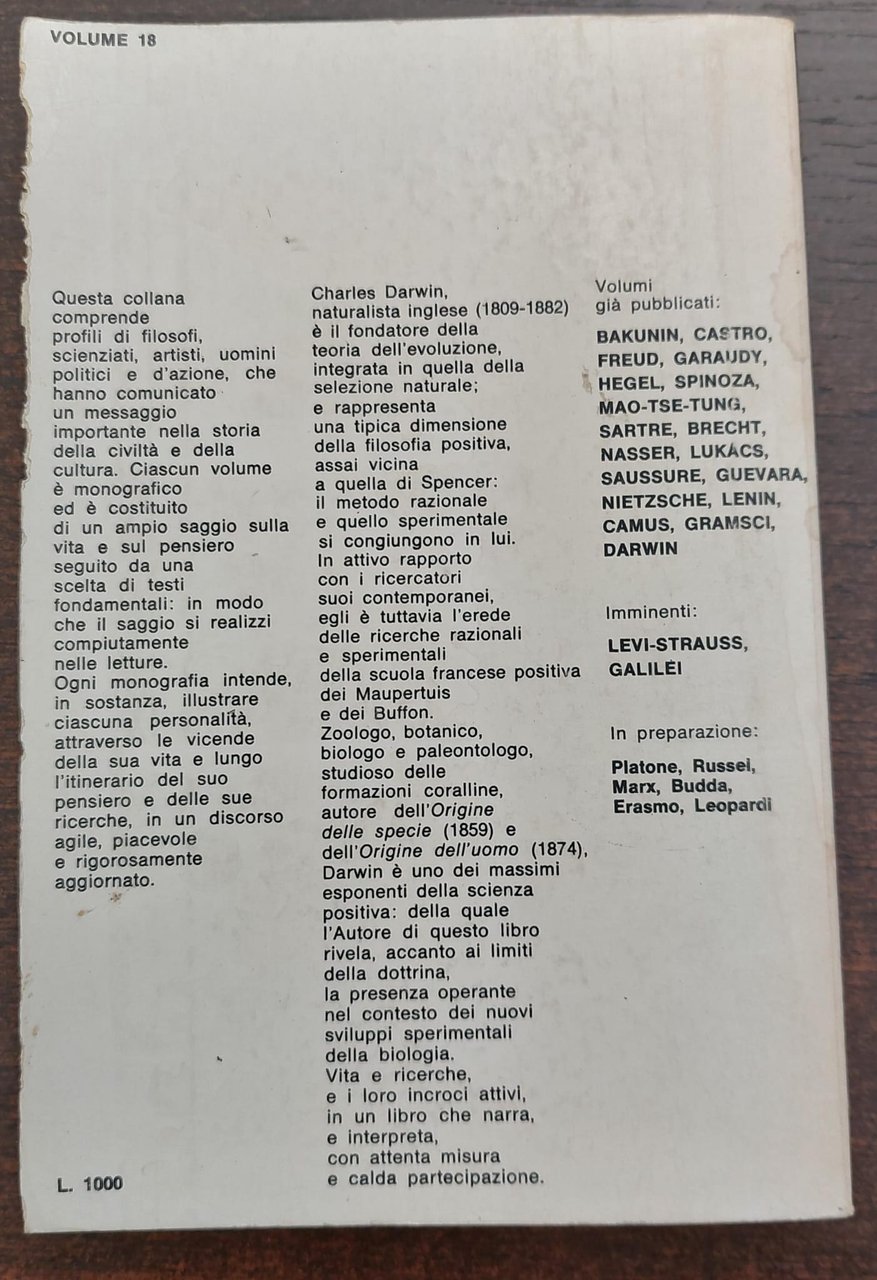 VOLUME 18
Questa collana
comprende
profili di filosofi,
scienziati, artisti, uomini
politici e d'azione, che
hanno comunicato
un messaggio
importante nella storia
della civiltà e della
cultura. Ciascun volume
è monografico
ed è costituito
di un ampio saggio sulla
vita e sul pensiero
seguito da una
scelta di testi
fondamentali: in modo
che il saggio si realizzi
compiutamente
nelle letture.
Ogni monografia intende,
in sostanza, illustrare
ciascuna personalità,
attraverso le vicende
della sua vita e lungo
l'itinerario del suo
pensiero e delle sue
ricerche, in un discorso
agile, piacevole
e rigorosamente
aggiornato.
L. 1000
Charles Darwin,
naturalista inglese (1809-1882)
è il fondatore della
teoria dell'evoluzione,
integrata in quella della
selezione naturale;
e rappresenta
una tipica dimensione
della filosofia positiva,
assai vicina
a quella di Spencer:
il metodo razionale
e quello sperimentale
si congiungono in lui.
In attivo rapporto
con i ricercatori
suoi contemporanei,
egli è tuttavia l'erede
delle ricerche razionali
e sperimentali
della scuola francese positiva
dei Maupertuis
e dei Buffon.
Zoologo, botanico,
biologo e paleontologo,
studioso delle
formazioni coralline,
autore dell'Origine
delle specie (1859) e
dell'Origine dell'uomo (1874),
Darwin è uno dei massimi
esponenti della scienza
positiva: della quale
l'Autore di questo libro
rivela, accanto ai limiti
della dottrina,
la presenza operante
nel contesto dei nuovi
sviluppi sperimentali
della biologia.
Vita e ricerche,
e i loro incroci attivi,
in un libro che narra,
e interpreta,
con attenta misura
e calda partecipazione.
Volumi
già pubblicati:
BAKUNIN, CASTRO,
FREUD, GARAUDY,
HEGEL, SPINOZA,
MAO-TSE-TUNG,
SARTRE, BRECHT,
NASSER, LUKÁCS,
SAUSSURE, GUEVARA,
NIETZSCHE, LENIN,
CAMUS, GRAMSCI,
DARWIN
Imminenti:
LEVI-STRAUSS,
GALILEI
In preparazione:
Platone, Russel,
Marx, Budda,
Erasmo, Leopardi